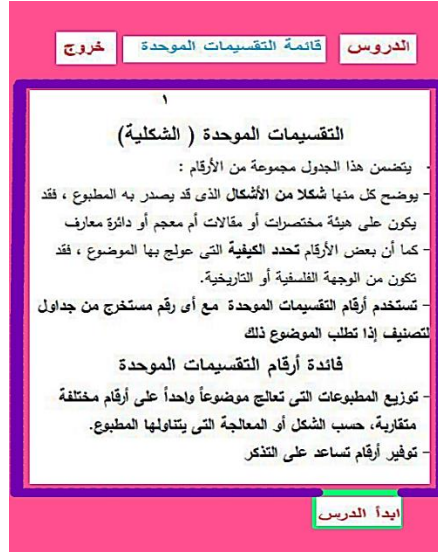 الدروس
قائمة التقسيمات الموحدة
خروج
١
التقسيمات الموحدة ( الشكلية)
- يتضمن هذا الجدول مجموعة من الأرقام :
- يوضح كل منها شكلا من الأشكال الذى قد يصدر به المطبوع ، فقد
يكون على هيئة مختصرات أو مقالات أم معجم أو دائرة معارف
- كما أن بعض الأرقام تحدد الكيفية التى عولج بها الموضوع ، فقد
تكون من الوجهة الفلسفية أو التاريخية.
- تستخدم أرقام التقسيمات الموحدة مع أى رقم مستخرج من جداول
لتصنيف إذا تطلب الموضوع ذلك
فائدة أرقام التقسيمات الموحدة
- توزيع المطبوعات التى تعالج موضوعاً واحداً على أرقام مختلفة
متقاربة، حسب الشكل أو المعالجة التى يتناولها المطبوع.
- توفير أرقام تساعد على التذكر
ابدأ الدرس